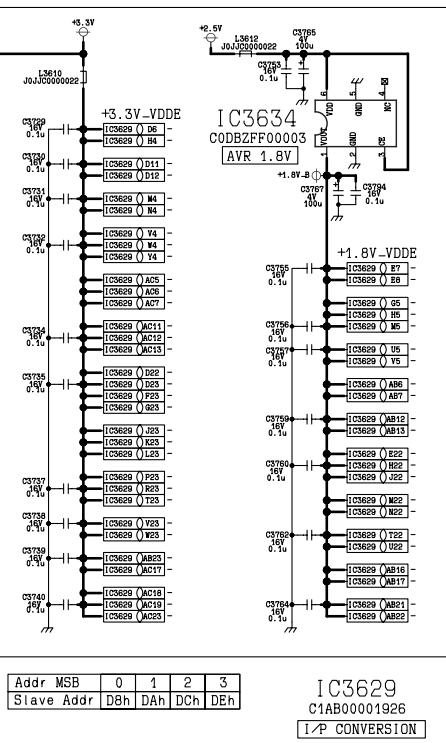 +3.3V
L3610
J0JJC0000022
+3.3V_VDDE
C3729
16V
0.1u
IC3629 D6 -
IC3629 H4 -
C3730
16V
0.1u
IC3629 D11 -
IC3629 D12 -
C3731
16V
0.1u
IC3629 M4 -
IC3629 N4 -
C3732
16V
0.1u
IC3629 V4 -
IC3629 W4 -
IC3629 Y4 -
IC3629 AC5 -
IC3629 AC6 -
IC3629 AC7 -
C3734
16V
0.1u
IC3629 AC11 -
IC3629 AC12 -
IC3629 AC13 -
C3735
16V
0.1u
IC3629 D22 -
IC3629 D23 -
IC3629 F23 -
IC3629 G23 -
IC3629 J23 -
IC3629 K23 -
IC3629 L23 -
C3737
16V
0.1u
IC3629 P23 -
IC3629 R23 -
IC3629 T23 -
C3738
16V
0.1u
IC3629 V23 -
IC3629 W23 -
C3739
16V
0.1u
IC3629 AB23 -
IC3629 AC17 -
C3740
16V
0.1u
IC3629 AC18 -
IC3629 AC19 -
IC3629 AC23 -
+2.5V
L3612
J0JJC0000022
C3765
4V
100u
C3753
16V
0.1u
IC3634
C0DBZFF00003
AVR 1.8V
6 5 4
VDD GND NC
VOUT GND CE
1 2 3
+1.8V-B
C3767
4V
100u
C3794
16V
0.1u
+1.8V_VDDE
C3755
16V
0.1u
IC3629 E7 -
IC3629 E8 -
C3756
16V
0.1u
IC3629 G5 -
IC3629 H5 -
IC3629 M5 -
C3757
16V
0.1u
IC3629 U5 -
IC3629 V5 -
IC3629 AB6 -
IC3629 AB7 -
C3759
16V
0.1u
IC3629 AB12 -
IC3629 AB13 -
C3760
16V
0.1u
IC3629 E22 -
IC3629 H22 -
IC3629 J22 -
IC3629 M22 -
IC3629 N22 -
C3762
16V
0.1u
IC3629 T22 -
IC3629 U22 -
IC3629 AB16 -
IC3629 AB17 -
C3764
16V
0.1u
IC3629 AB21 -
IC3629 AB22 -
Addr MSB 0 1 2 3
Slave Addr D8h DAh DCh DEh
IC3629
C1AB00001926
I/P CONVERSION